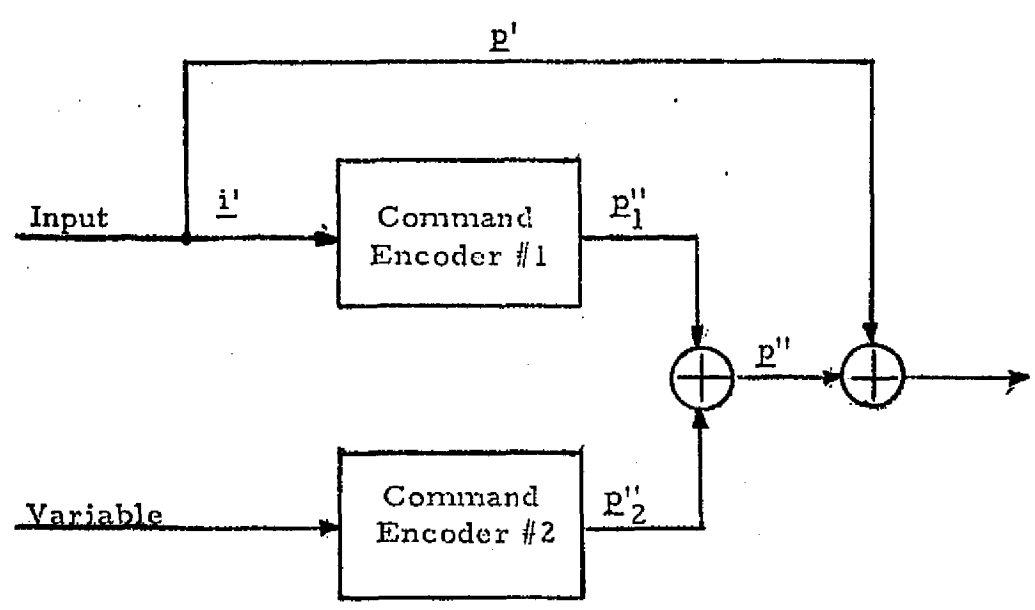 p'
Input
i'
Command
Encoder #1
p''1
p''
Variable
Command
Encoder #2
p''2